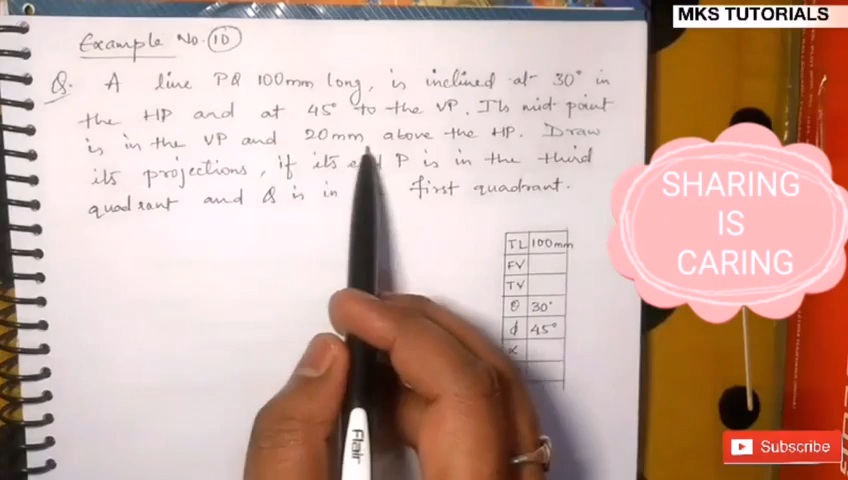 MKS TUTORIALS
Example No. 10
Q. A line PQ 100mm long, is inclined at 30° in
the HP and at 45° to the VP. Its mid-point
is in the VP and 20mm above the HP. Draw
its projections, if its P is in the third
quadrant and Q is in first quadrant.
TL 100mm
FV
TV
θ 30°
ϕ 45°
α
SHARING
IS
CARING
Flair
Subscribe